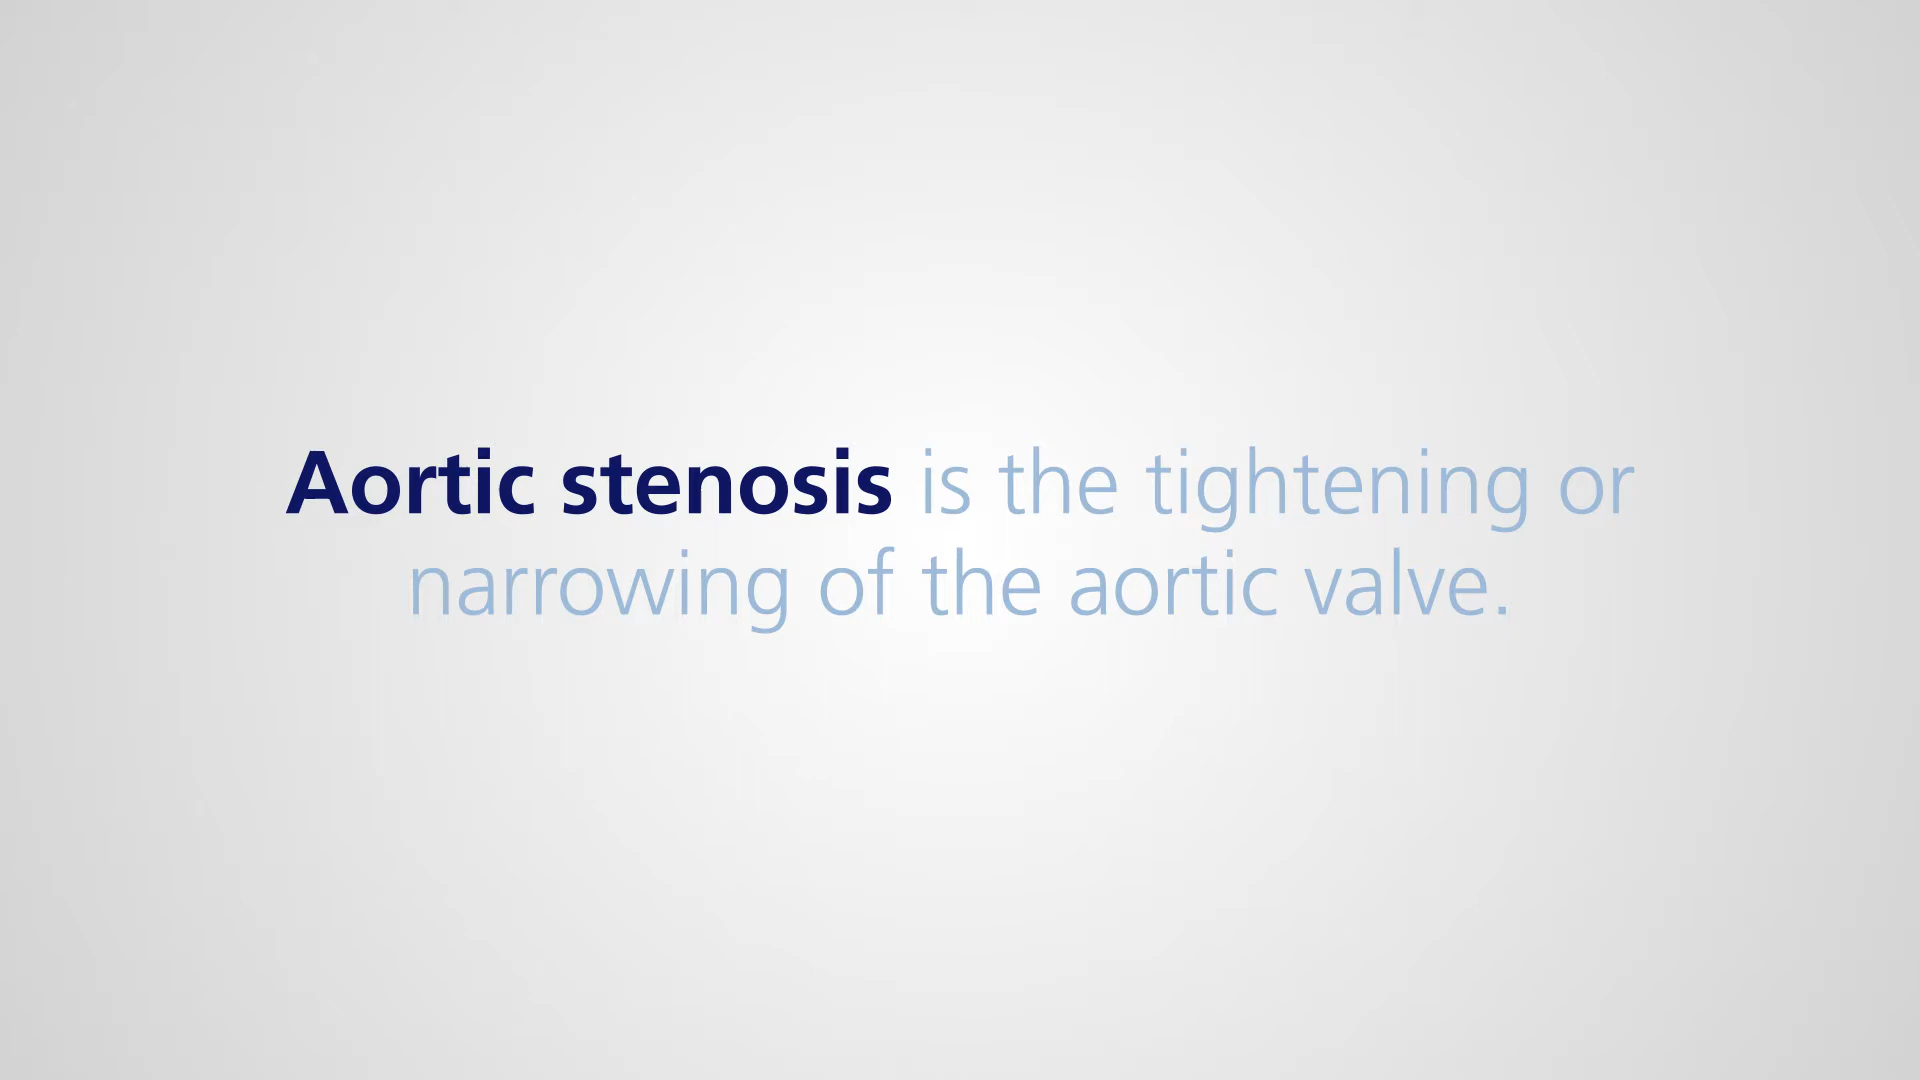 Aortic stenosis is the tightening or
narrowing of the aortic valve.